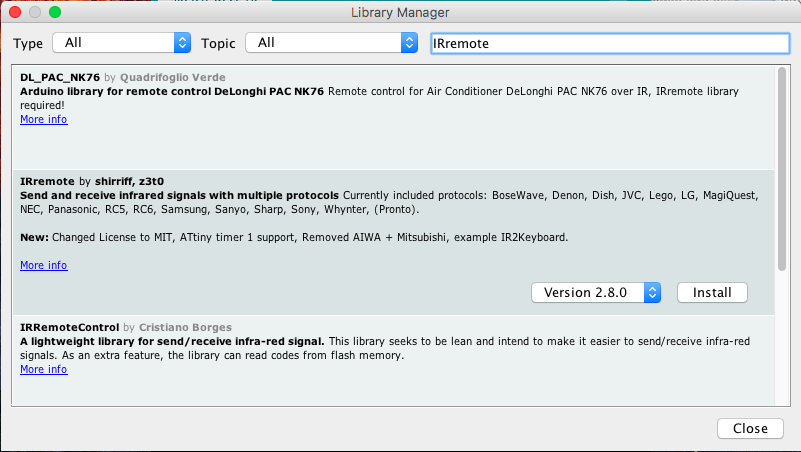 Library Manager
Type All Topic All IRremote
DL_PAC_NK76 by Quadrifoglio Verde
Arduino library for remote control DeLonghi PAC NK76 Remote control for Air Conditioner DeLonghi PAC NK76 over IR, IRremote library
required!
More info
IRremote by shirriff, z3t0
Send and receive infrared signals with multiple protocols Currently included protocols: BoseWave, Denon, Dish, JVC, Lego, LG, MagiQuest,
NEC, Panasonic, RC5, RC6, Samsung, Sanyo, Sharp, Sony, Whynter, (Pronto).
New: Changed License to MIT, ATtiny timer 1 support, Removed AIWA + Mitsubishi, example IR2Keyboard.
More info
Version 2.8.0 Install
IRRemoteControl by Cristiano Borges
A lightweight library for send/receive infra-red signal. This library seeks to be lean and intend to make it easier to send/receive infra-red
signals. As an extra feature, the library can read codes from flash memory.
More info
Close